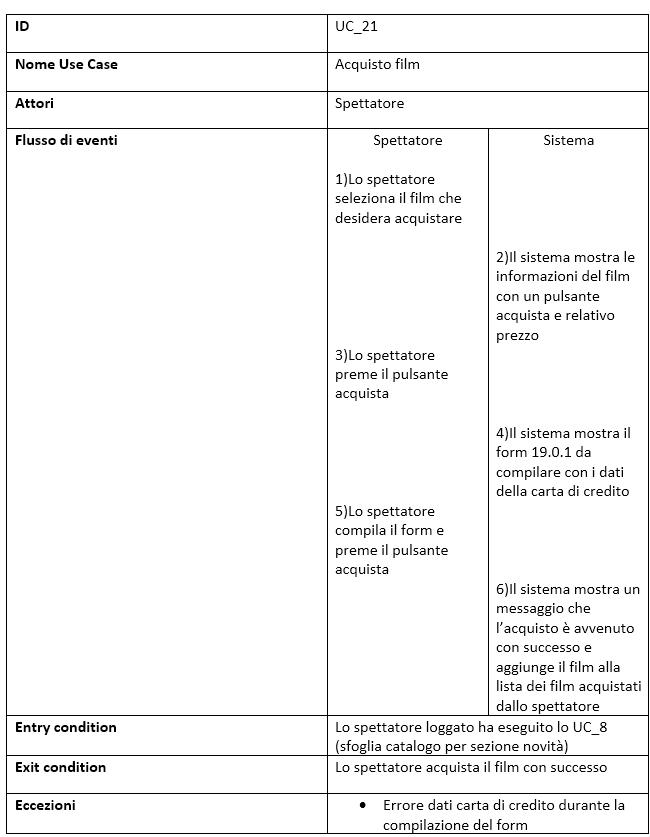 ID
UC_21
Nome Use Case
Acquisto film
Attori
Spettatore
Flusso di eventi
Spettatore
Sistema
1)Lo spettatore
seleziona il film che
desidera acquistare
2)Il sistema mostra le
informazioni del film
con un pulsante
acquista e relativo
prezzo
3)Lo spettatore
preme il pulsante
acquista
4)Il sistema mostra il
form 19.0.1 da
compilare con i dati
della carta di credito
5)Lo spettatore
compila il form e
preme il pulsante
acquista
6)Il sistema mostra un
messaggio che
l’acquisto è avvenuto
con successo e
aggiunge il film alla
lista dei film acquistati
dallo spettatore
Entry condition
Lo spettatore loggato ha eseguito lo UC_8
(sfoglia catalogo per sezione novità)
Exit condition
Lo spettatore acquista il film con successo
Eccezioni
• Errore dati carta di credito durante la
compilazione del form